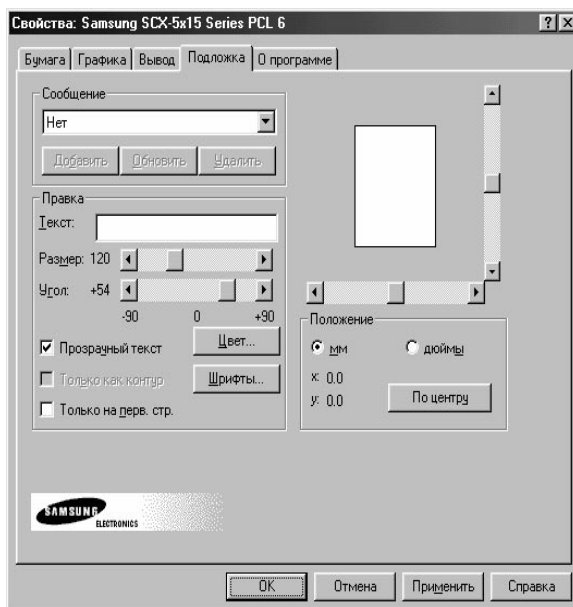 Свойства: Samsung SCX-5x15 Series PCL 6
Бумага Графика Вывод Подложка О программе
Сообщение
Нет
Добавить Обновить Удалить
Правка
Текст:
Размер: 120
Угол: +54
-90 0 +90
Прозрачный текст
Цвет...
Только как контур
Шрифты...
Только на перв. стр.
Положение
мм дюймы
x: 0.0
y: 0.0
По центру
SAMSUNG
ELECTRONICS
OK Отмена Применить Справка